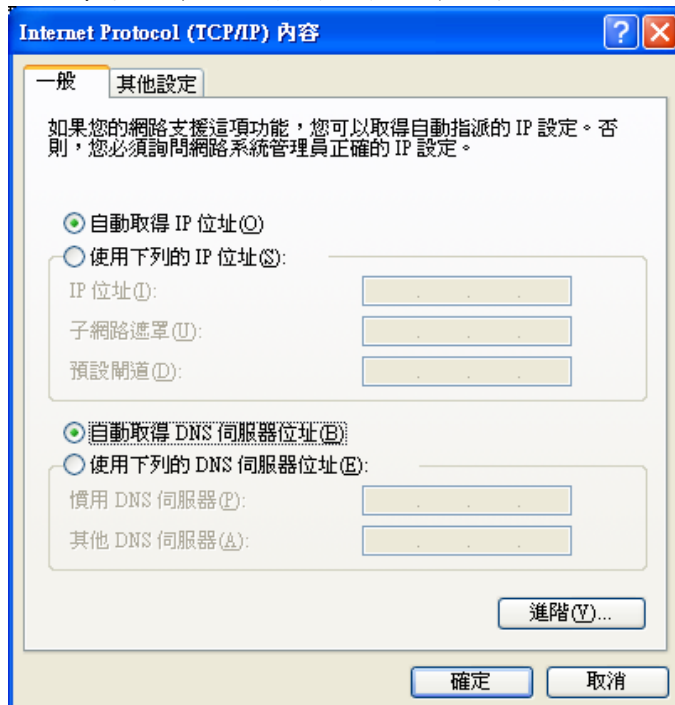 Internet Protocol (TCP/IP) 內容
一般
其他設定
如果您的網路支援這項功能，您可以取得自動指派的 IP 設定。否
則，您必須詢問網路系統管理員正確的 IP 設定。
自動取得 IP 位址(O)
使用下列的 IP 位址(S):
IP 位址(I):
子網路遮罩(U):
預設閘道(D):
自動取得 DNS 伺服器位址(B)
使用下列的 DNS 伺服器位址(E):
慣用 DNS 伺服器(P):
其他 DNS 伺服器(A):
進階(V)...
確定
取消